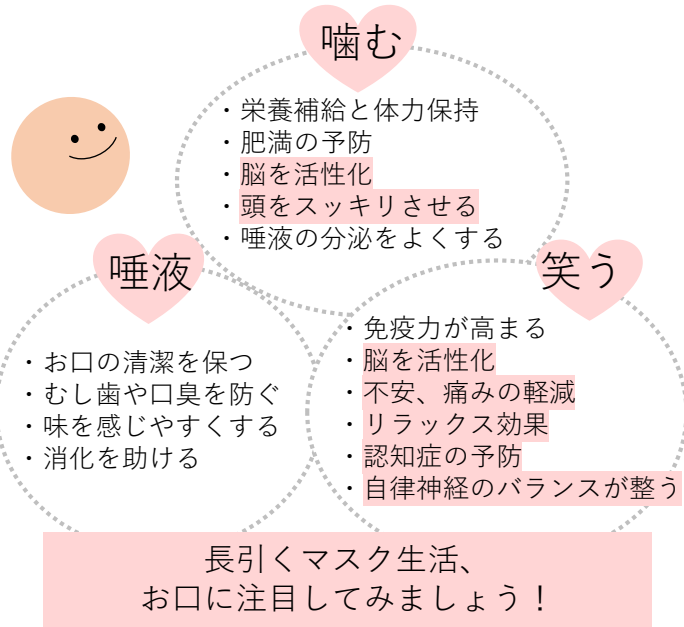 噛む
・栄養補給と体力保持
・肥満の予防
・脳を活性化
・頭をスッキリさせる
・唾液の分泌をよくする
唾液
・お口の清潔を保つ
・むし歯や口臭を防ぐ
・味を感じやすくする
・消化を助ける
笑う
・免疫力が高まる
・脳を活性化
・不安、痛みの軽減
・リラックス効果
・認知症の予防
・自律神経のバランスが整う
長引くマスク生活、
お口に注目してみましょう！